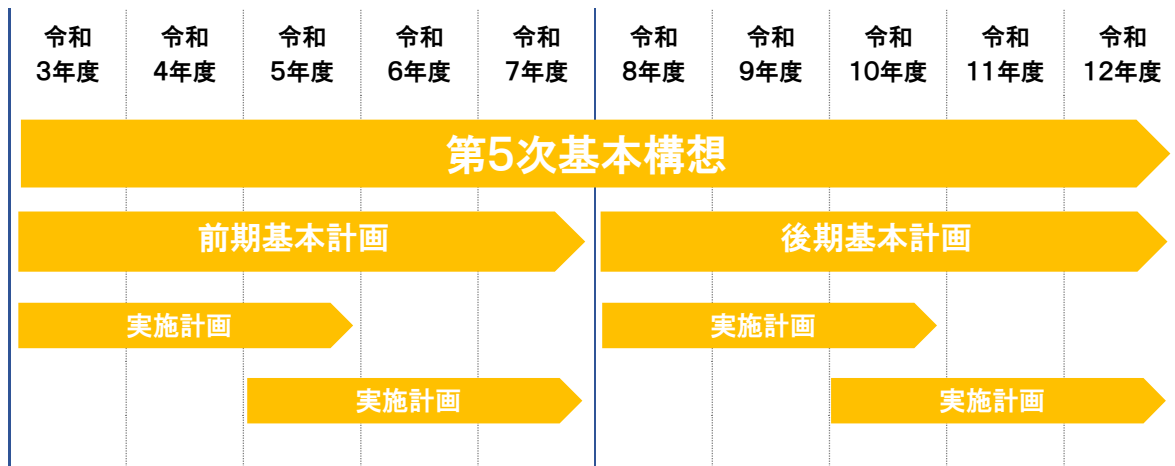 令和
3年度
令和
4年度
令和
5年度
令和
6年度
令和
7年度
令和
8年度
令和
9年度
令和
10年度
令和
11年度
令和
12年度
第5次基本構想
前期基本計画
後期基本計画
実施計画
実施計画
実施計画
実施計画